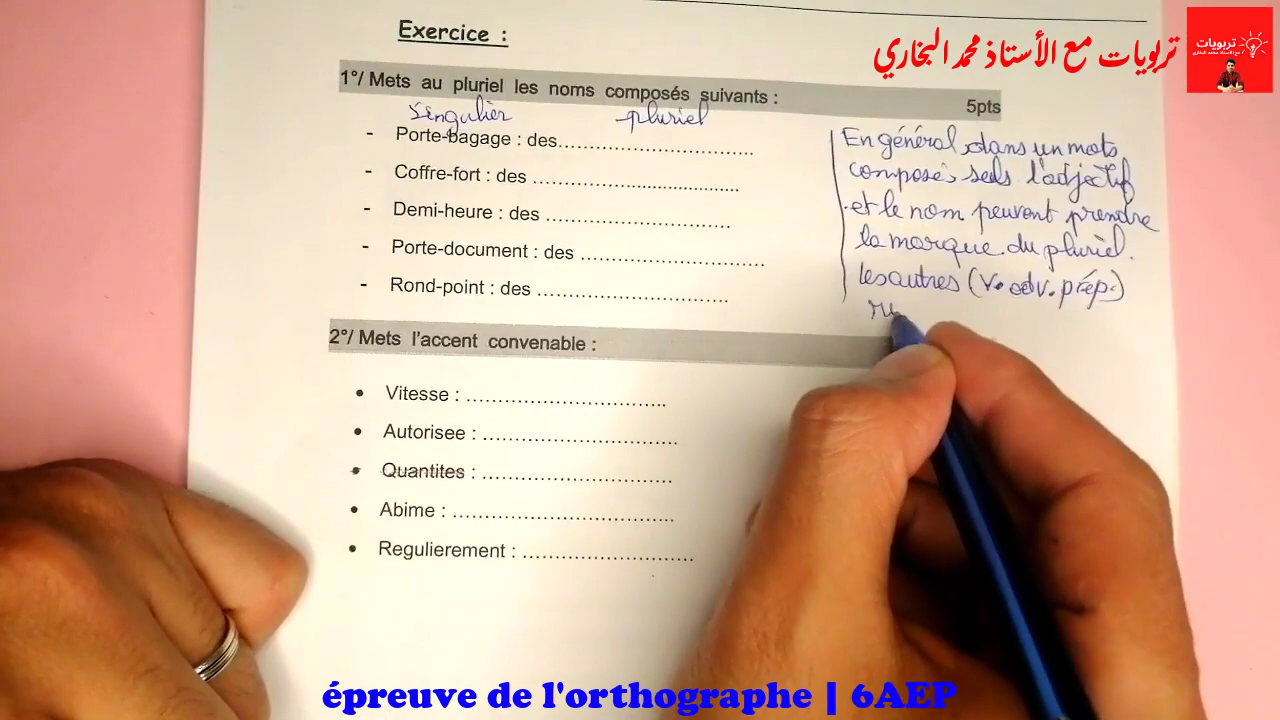 Exercice :
تربويات مع الأستاذ محمد البخاري
تربويات
1°/ Mets au pluriel les noms composés suivants : 5pts
singulier pluriel
- Porte-bagage : des……………………………
- Coffre-fort : des ……………......................
- Demi-heure : des …………………………
- Porte-document : des …………………………
- Rond-point : des …………………………
En général, dans un mots
composés seuls l'adjectif
et le nom peuvent prendre
la marque du pluriel.
les autres (v. adv. prép.)
2°/ Mets l'accent convenable :
• Vitesse : …………………………..
• Autorisee : …………………………
• Quantites : …………………………
• Abime : ………………………………
• Regulierement : ………………………
épreuve de l'orthographe | 6AEP